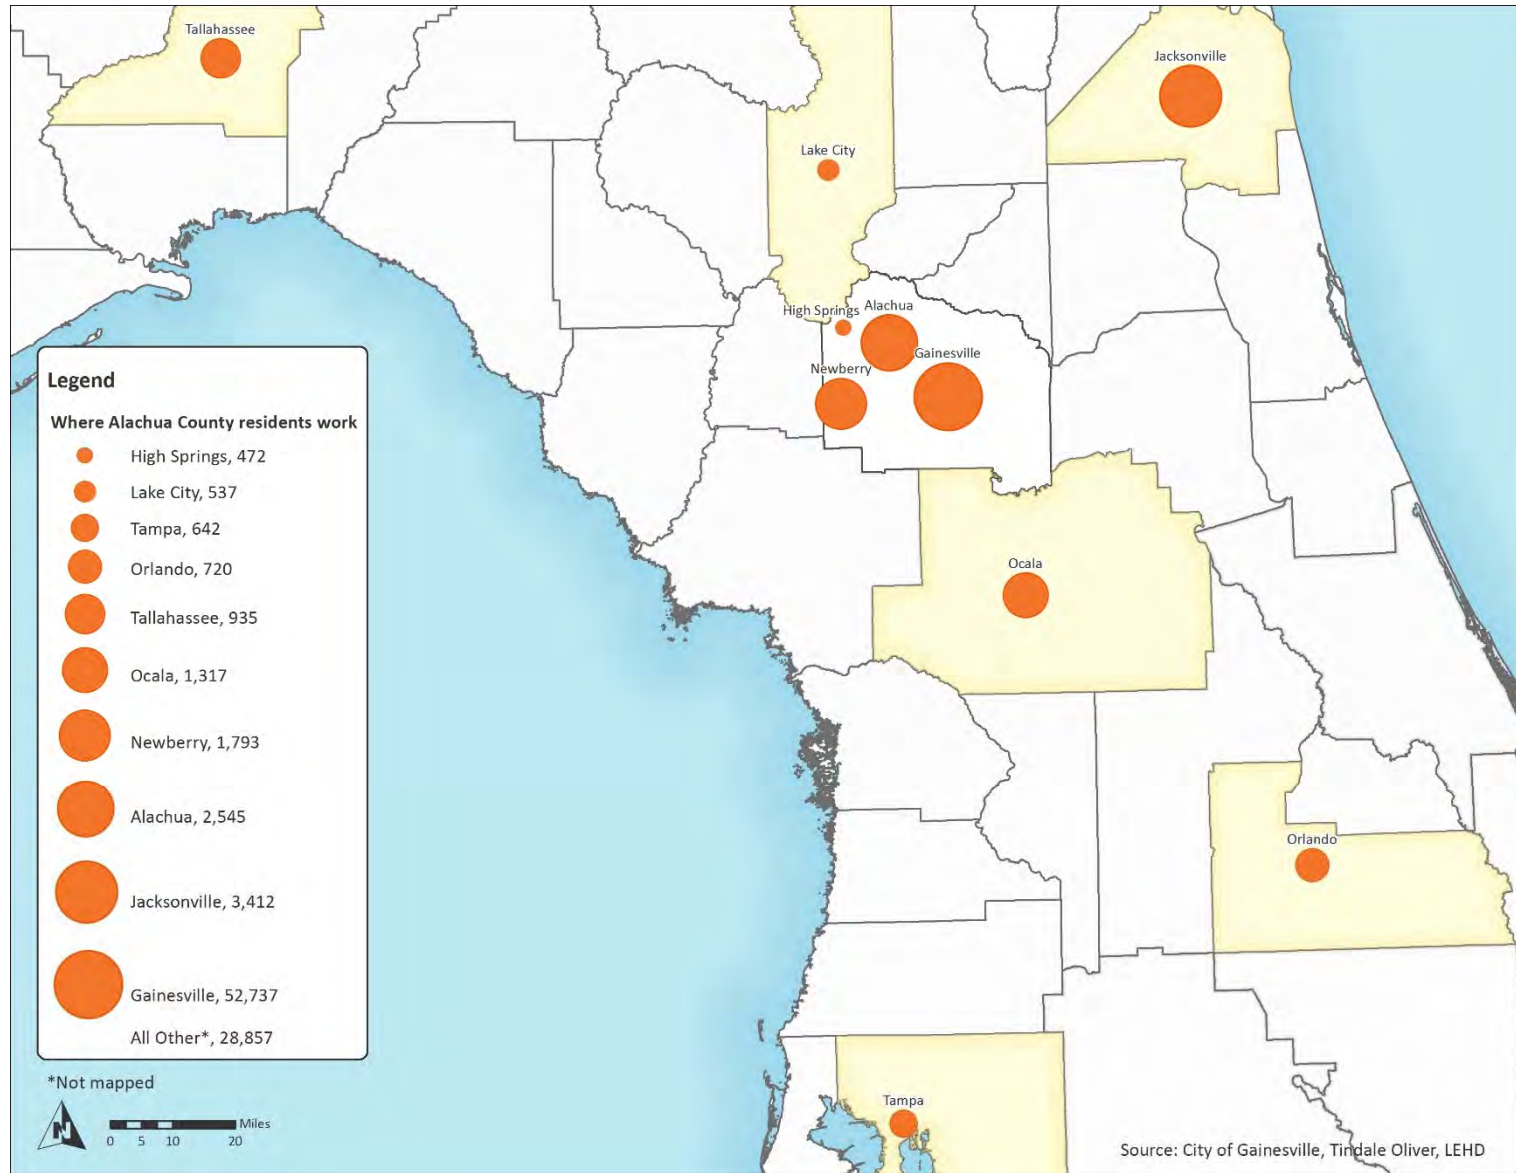 Tallahassee
Jacksonville
Lake City
High Springs
Alachua
Gainesville
Newberry
Ocala
Orlando
Tampa
Legend
Where Alachua County residents work
High Springs, 472
Lake City, 537
Tampa, 642
Orlando, 720
Tallahassee, 935
Ocala, 1,317
Newberry, 1,793
Alachua, 2,545
Jacksonville, 3,412
Gainesville, 52,737
All Other*, 28,857
*Not mapped
N
Miles
0 5 10 20
Source: City of Gainesville, Tindale Oliver, LEHD